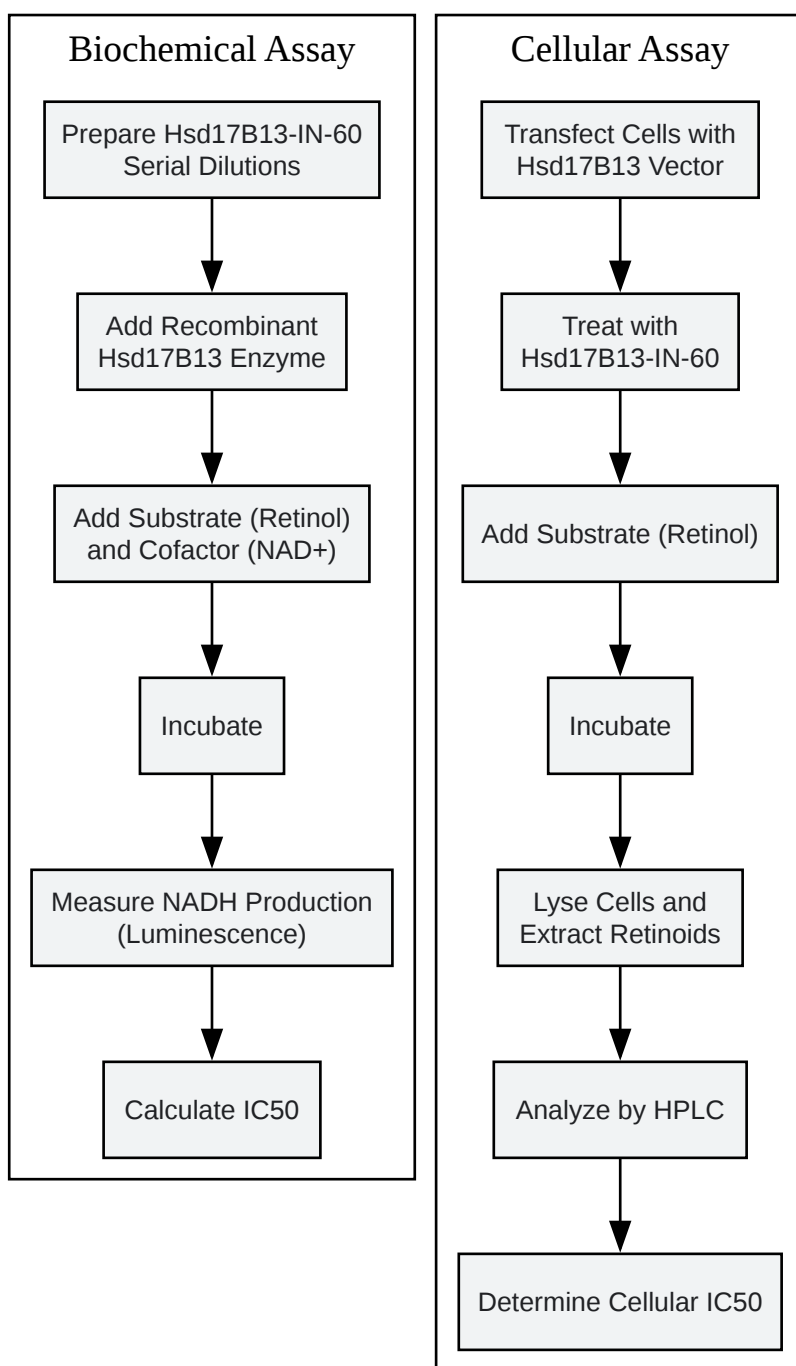 Biochemical Assay
Prepare Hsd17B13-IN-60
Serial Dilutions
Add Recombinant
Hsd17B13 Enzyme
Add Substrate (Retinol)
and Cofactor (NAD+)
Incubate
Measure NADH Production
(Luminescence)
Calculate IC50
Cellular Assay
Transfect Cells with
Hsd17B13 Vector
Treat with
Hsd17B13-IN-60
Add Substrate (Retinol)
Incubate
Lyse Cells and
Extract Retinoids
Analyze by HPLC
Determine Cellular IC50